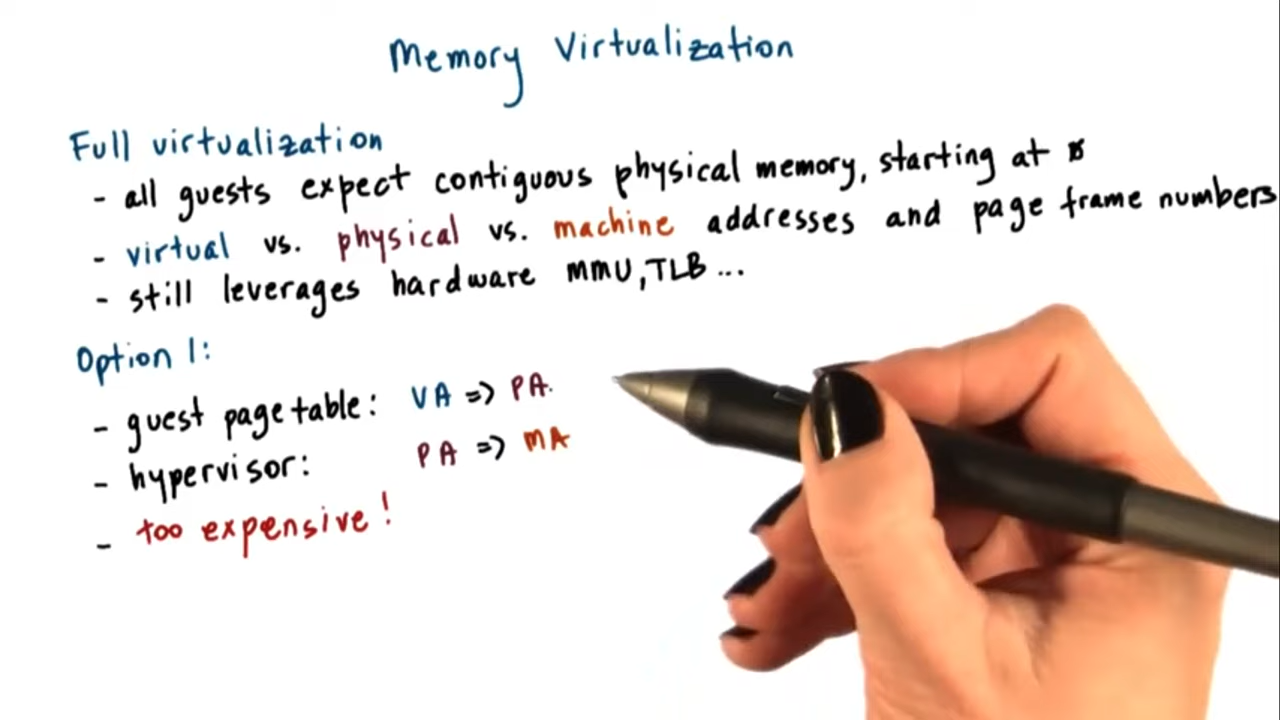 Memory Virtualization
Full virtualization
- all guests expect contiguous physical memory, starting at 0
- virtual vs. physical vs. machine addresses and page frame numbers
- still leverages hardware MMU, TLB...
Option 1:
- guest page table: VA => PA.
- hypervisor: PA => MA
- too expensive!